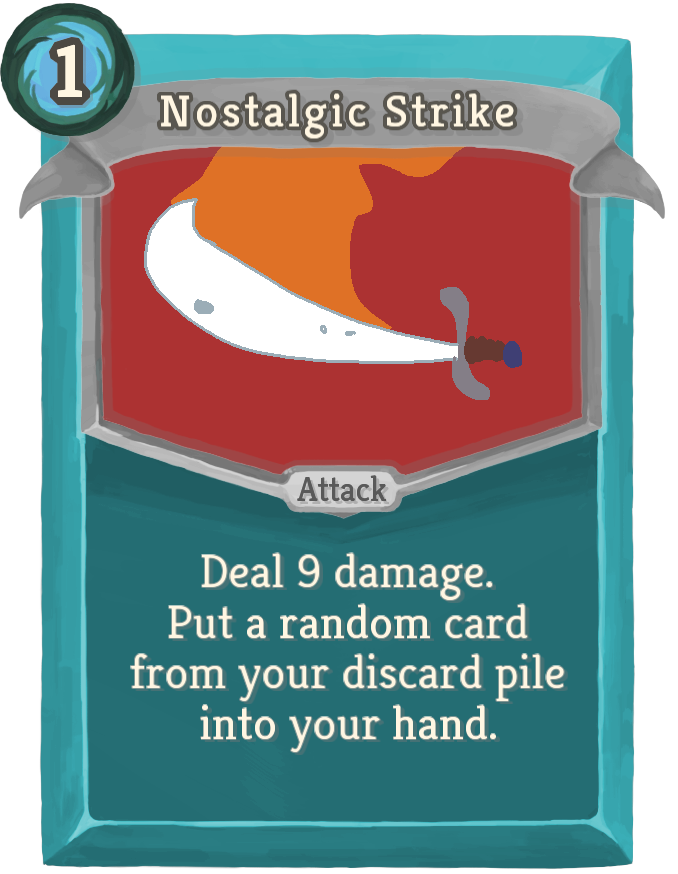 1
Nostalgic Strike
Attack
Deal 9 damage.
Put a random card
from your discard pile
into your hand.